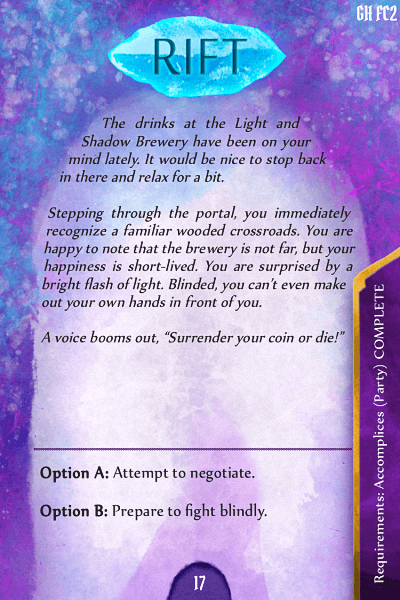 GH FC2
RIFT
The drinks at the Light and
Shadow Brewery have been on your
mind lately. It would be nice to stop back
in there and relax for a bit.
Stepping through the portal, you immediately
recognize a familiar wooded crossroads. You are
happy to note that the brewery is not far, but your
happiness is short-lived. You are surprised by a
bright flash of light. Blinded, you can't even make
out your own hands in front of you.
A voice booms out, “Surrender your coin or die!”
Requirements: Accomplices (Party) COMPLETE
Option A: Attempt to negotiate.
Option B: Prepare to fight blindly.
17